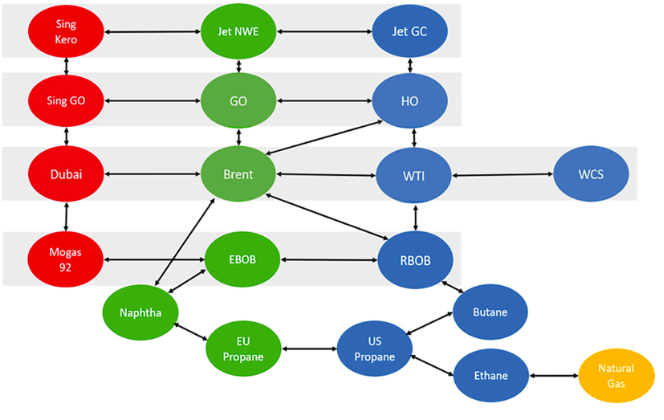 Sing
Kero
Jet NWE
Jet GC
Sing GO
GO
HO
Dubai
Brent
WTI
WCS
Mogas
92
EBOB
RBOB
Naphtha
Butane
EU
Propane
US
Propane
Ethane
Natural
Gas